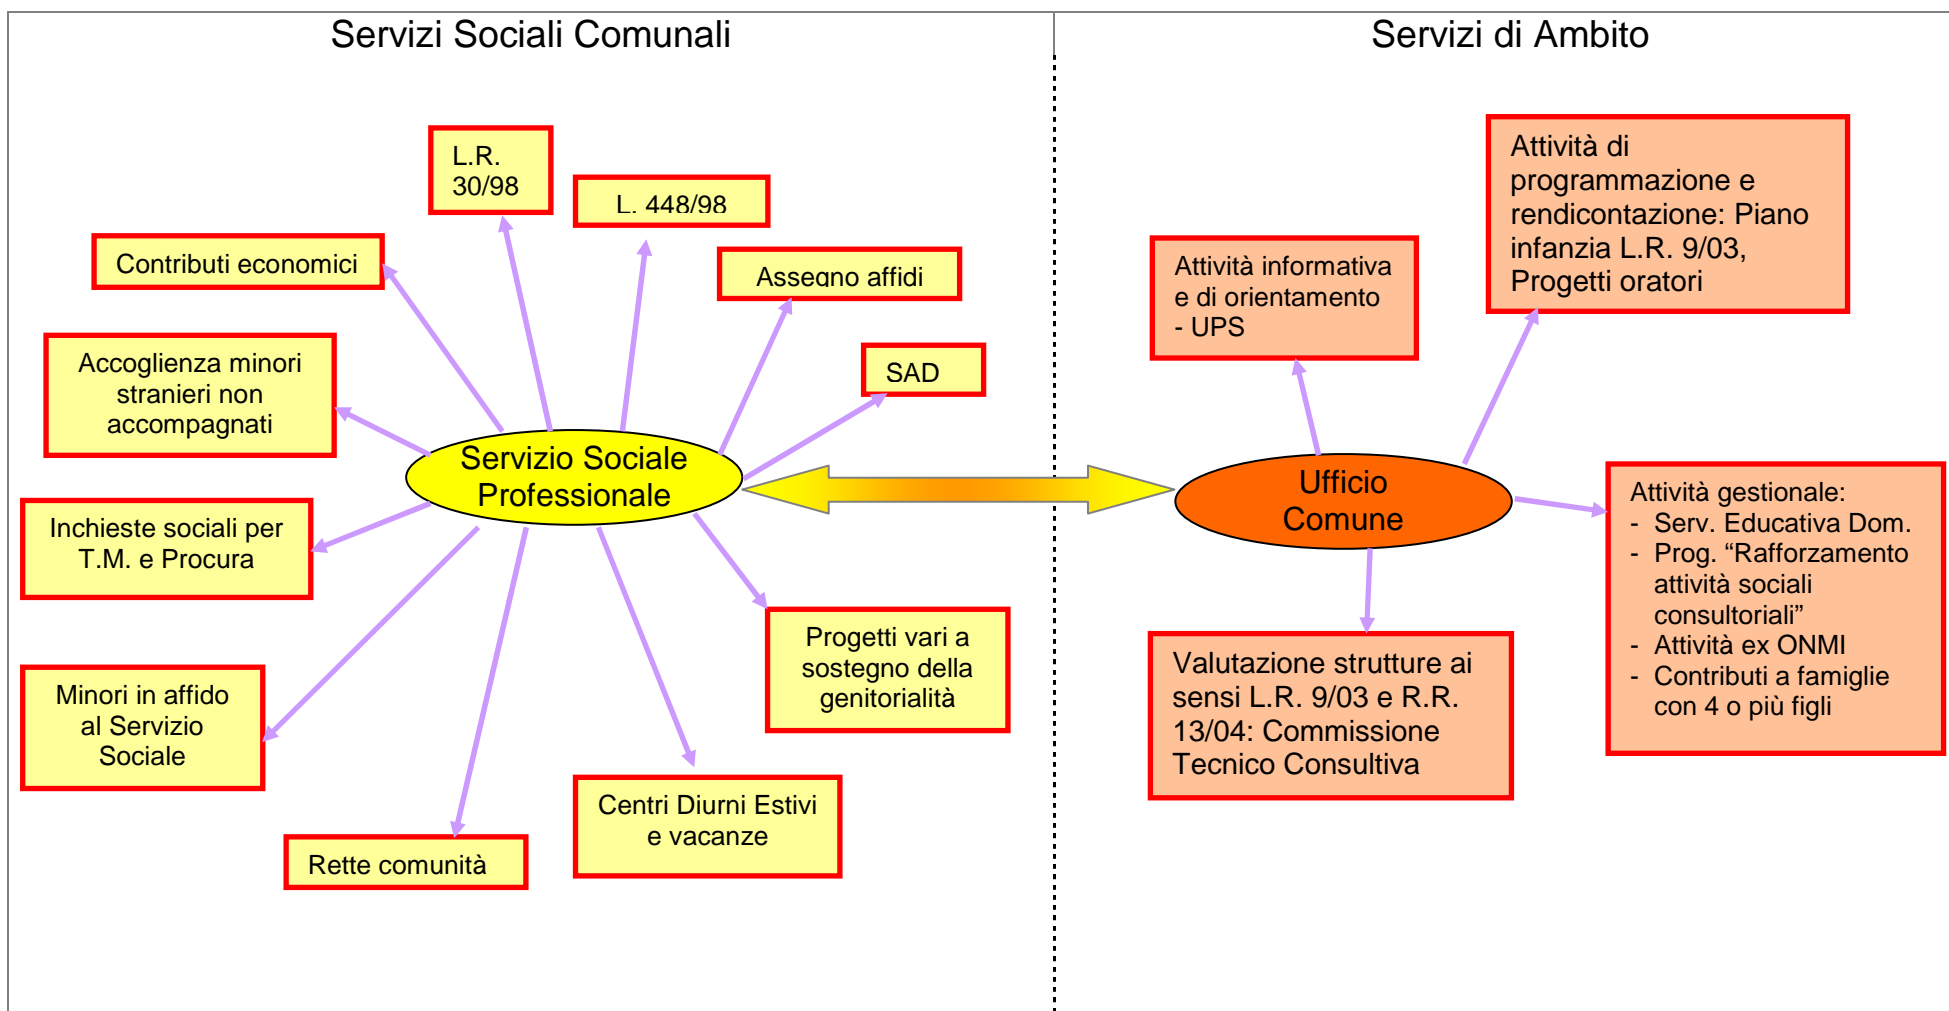 Servizi Sociali Comunali
Servizi di Ambito
L.R.
30/98
L. 448/98
Contributi economici
Assegno affidi
Accoglienza minori
stranieri non
accompagnati
SAD
Servizio Sociale
Professionale
Inchieste sociali per
T.M. e Procura
Progetti vari a
sostegno della
genitorialità
Minori in affido
al Servizio
Sociale
Centri Diurni Estivi
e vacanze
Rette comunità
Attività di
programmazione e
rendicontazione: Piano
infanzia L.R. 9/03,
Progetti oratori
Attività informativa
e di orientamento
- UPS
Ufficio
Comune
Attività gestionale:
- Serv. Educativa Dom.
- Prog. “Rafforzamento
attività sociali
consultoriali”
- Attività ex ONMI
- Contributi a famiglie
con 4 o più figli
Valutazione strutture ai
sensi L.R. 9/03 e R.R.
13/04: Commissione
Tecnico Consultiva